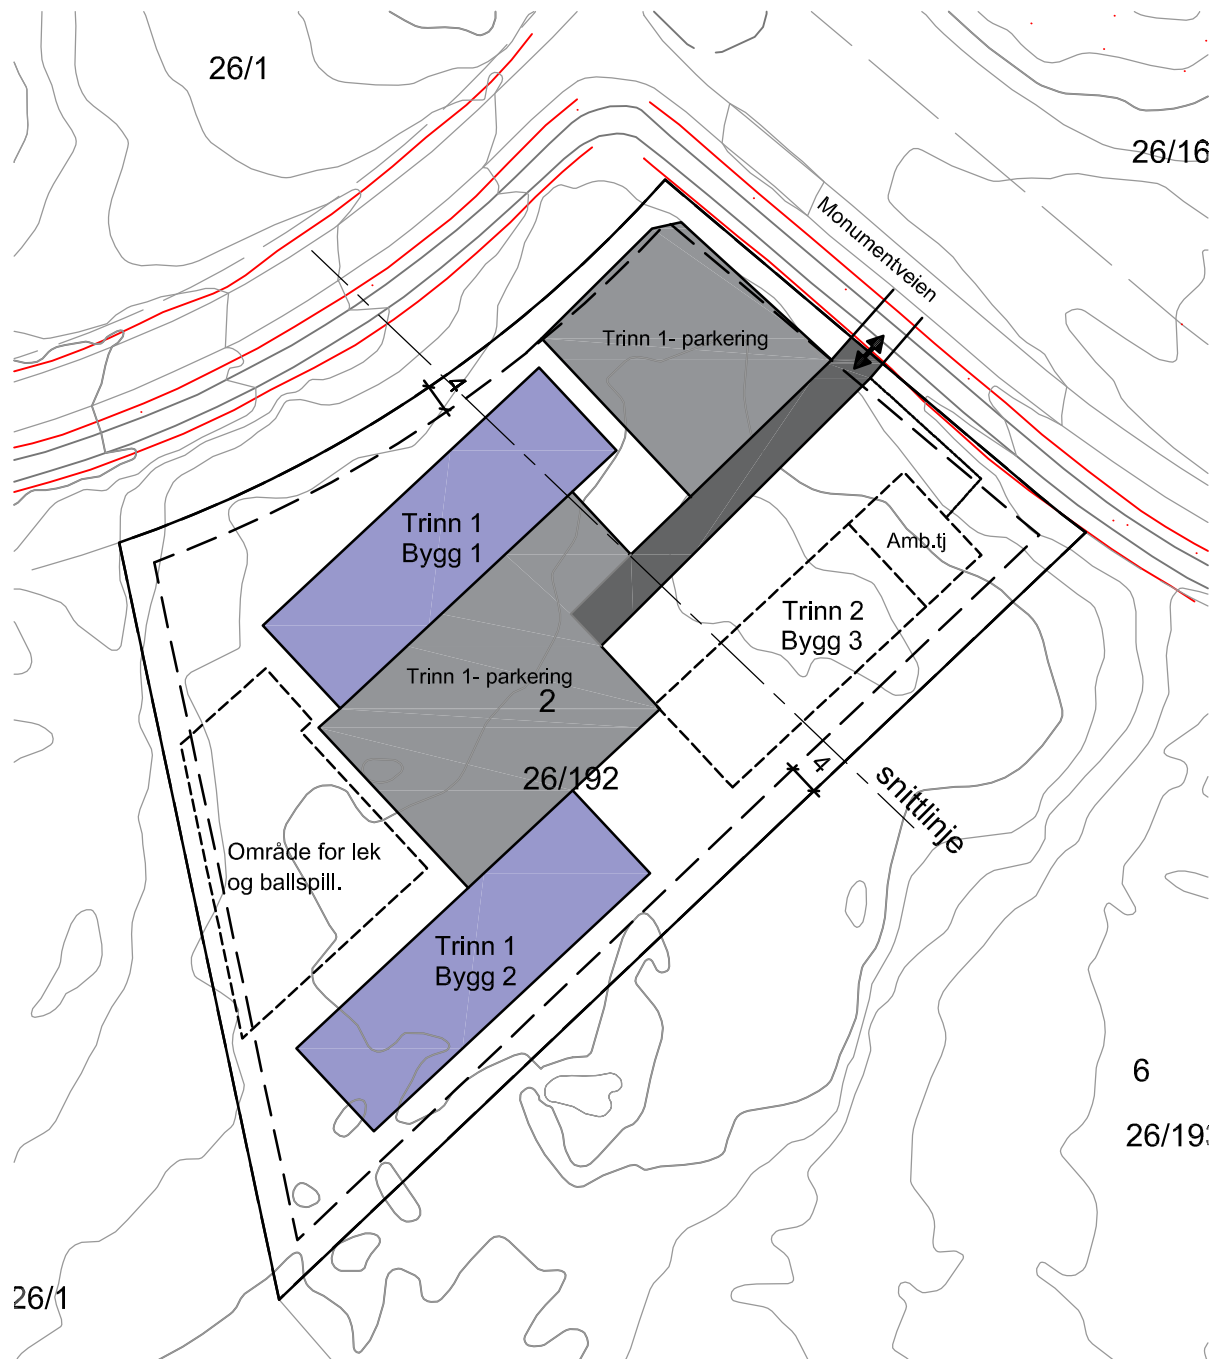 26/1
26/16
Monumentveien
Trinn 1- parkering
4
Trinn 1
Bygg 1
Amb.tj
Trinn 2
Bygg 3
Trinn 1- parkering
2
26/192
4
snittlinje
Område for lek
og ballspill.
Trinn 1
Bygg 2
6
26/193
26/1